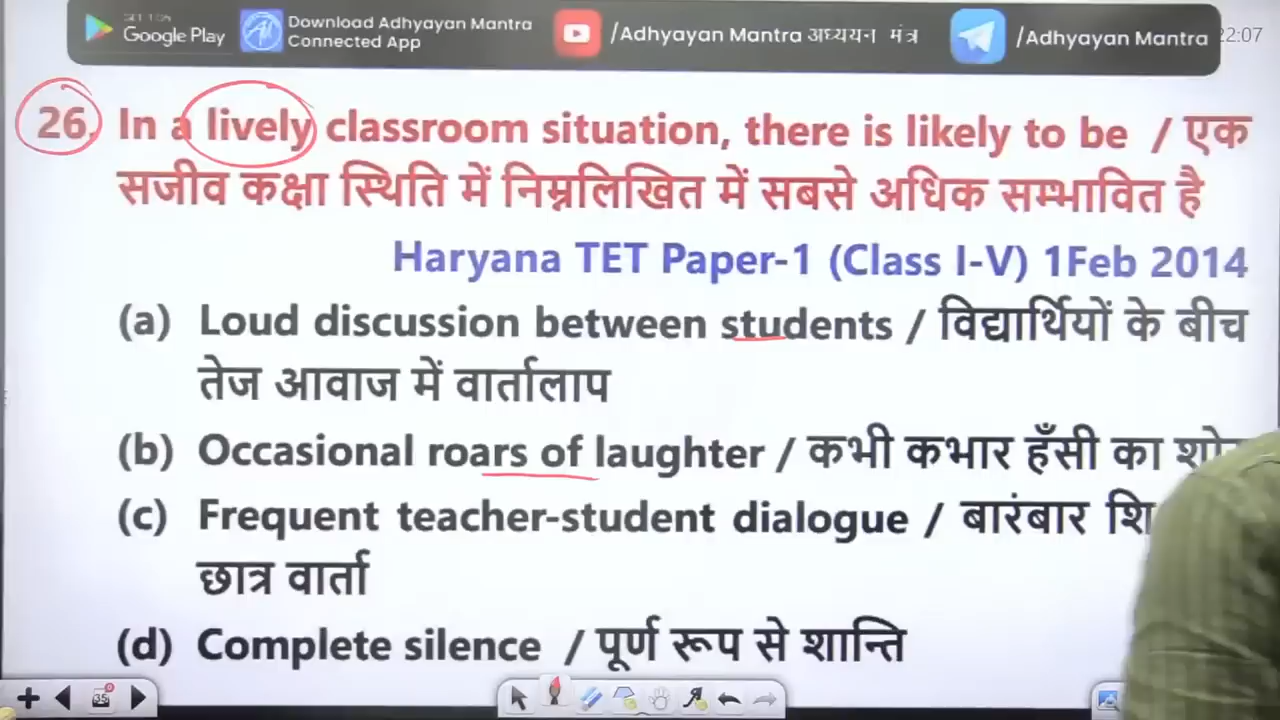 GET IT ON
Google Play
Download Adhyayan Mantra
Connected App
/Adhyayan Mantra अध्ययन मंत्र
/Adhyayan Mantra
22:07
26. In a lively classroom situation, there is likely to be / एक
सजीव कक्षा स्थिति में निम्नलिखित में सबसे अधिक सम्भावित है
Haryana TET Paper-1 (Class I-V) 1Feb 2014
(a) Loud discussion between students / विद्यार्थियों के बीच
तेज आवाज में वार्तालाप
(b) Occasional roars of laughter / कभी कभार हँसी का
(c) Frequent teacher-student dialogue / बारंबार
छात्र वार्ता
(d) Complete silence / पूर्ण रूप से शान्ति
35